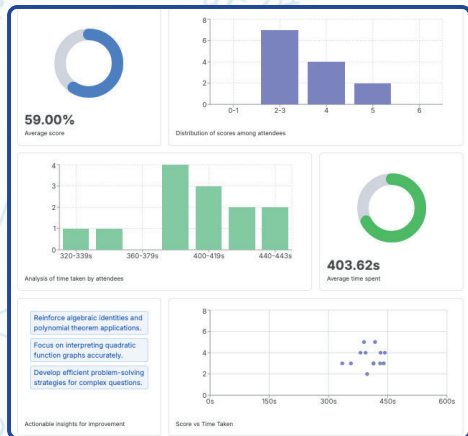 59.00%
Average score
8
6
4
2
0
0-1 2-3 4 5 6
Distribution of scores among attendees
4
3
2
1
0
320-339s 360-379s 400-419s 440-443s
Analysis of time taken by attendees
403.62s
Average time spent
Reinforce algebraic identities and
polynomial theorem applications.
Focus on interpreting quadratic
function graphs accurately.
Develop efficient problem-solving
strategies for complex questions.
Actionable insights for improvement
8
6
4
2
0
0s 150s 300s 450s 600s
Score vs Time Taken